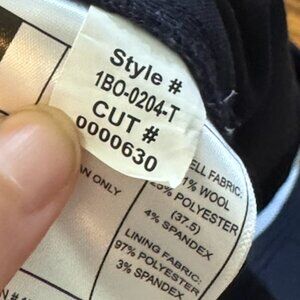 Style #
1BO-0204-T
CUT #
0000630
ELL FABRIC:
1% WOOL
POLYESTER
(37.5)
4% SPANDEX
LINING FABRIC:
97% POLYESTER
3% SPANDEX
AN ONLY